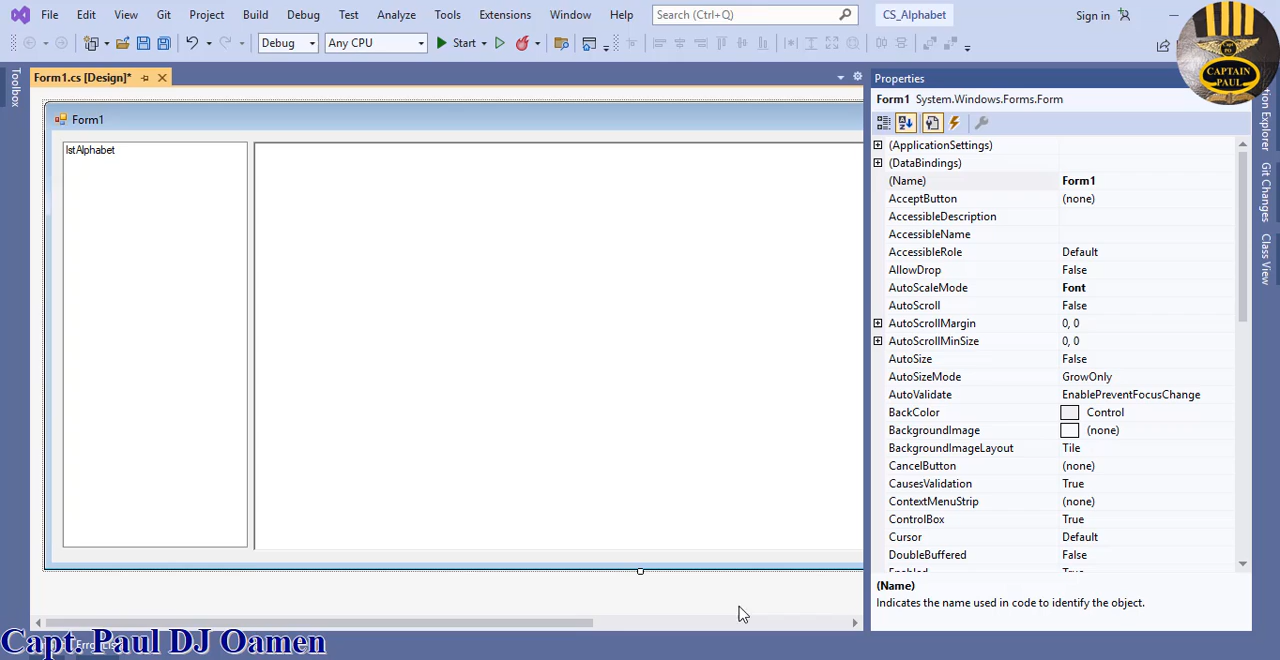 File Edit View Git Project Build Debug Test Analyze Tools Extensions Window Help Search (Ctrl+Q) CS_Alphabet Sign in
Debug Any CPU Start
CAPTAIN
PAUL
Form1.cs [Design]*
Toolbox
Form1
lstAlphabet
Properties
Form1 System.Windows.Forms.Form
(ApplicationSettings)
(DataBindings)
(Name) Form1
AcceptButton (none)
AccessibleDescription
AccessibleName
AccessibleRole Default
AllowDrop False
AutoScaleMode Font
AutoScroll False
AutoScrollMargin 0, 0
AutoScrollMinSize 0, 0
AutoSize False
AutoSizeMode GrowOnly
AutoValidate EnablePreventFocusChange
BackColor Control
BackgroundImage (none)
BackgroundImageLayout Tile
CancelButton (none)
CausesValidation True
ContextMenuStrip (none)
ControlBox True
Cursor Default
DoubleBuffered False
(Name)
Indicates the name used in code to identify the object.
Explorer
Git Changes
Class View
Capt. Paul DJ Oamen